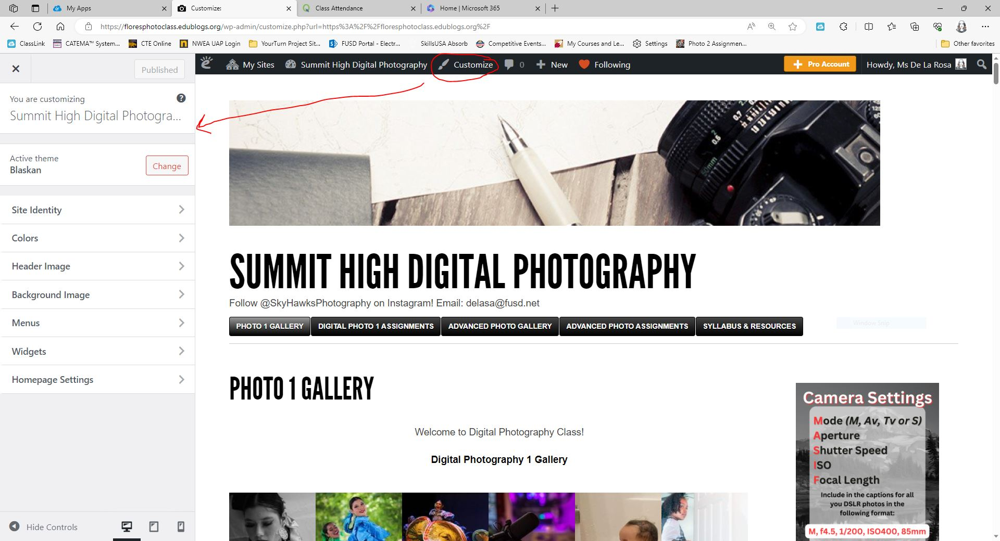 My Apps
Customize:
Class Attendance
Home | Microsoft 365
https://floresphotoclass.edublogs.org/wp-admin/customize.php?url=https%3A%2F%2Ffloresphotoclass.edublogs.org%2F
ClassLink
CATEMA™ System...
CTE Online
NWEA UAP Login
YourTurn Project Sit...
FUSD Portal - Electr...
SkillsUSA Absorb
Competitive Events...
My Courses and Le...
Settings
Photo 2 Assignmen...
Other favorites
Published
My Sites
Summit High Digital Photography
Customize
0
New
Following
Pro Account
Howdy, Ms De La Rosa
You are customizing
Summit High Digital Photogra...
Active theme
Blaskan
Change
Site Identity
Colors
Header Image
Background Image
Menus
Widgets
Homepage Settings
Hide Controls
SUMMIT HIGH DIGITAL PHOTOGRAPHY
Follow @SkyHawksPhotography on Instagram! Email: delasa@fusd.net
PHOTO 1 GALLERY
DIGITAL PHOTO 1 ASSIGNMENTS
ADVANCED PHOTO GALLERY
ADVANCED PHOTO ASSIGNMENTS
SYLLABUS & RESOURCES
Window Snip
PHOTO 1 GALLERY
Welcome to Digital Photography Class!
Digital Photography 1 Gallery
Camera Settings
Mode (M, Av, Tv or S)
Aperture
Shutter Speed
ISO
Focal Length
Include in the captions for all
you DSLR photos in the
following format:
M, f4.5, 1/200, ISO400, 85mm